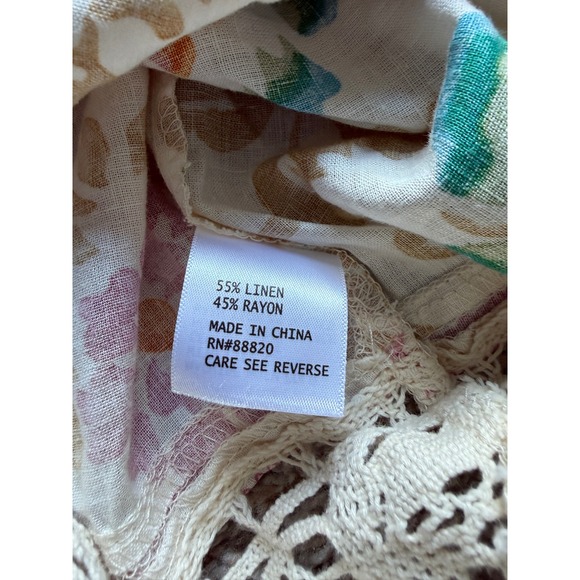 55% LINEN
45% RAYON
MADE IN CHINA
RN#88820
CARE SEE REVERSE